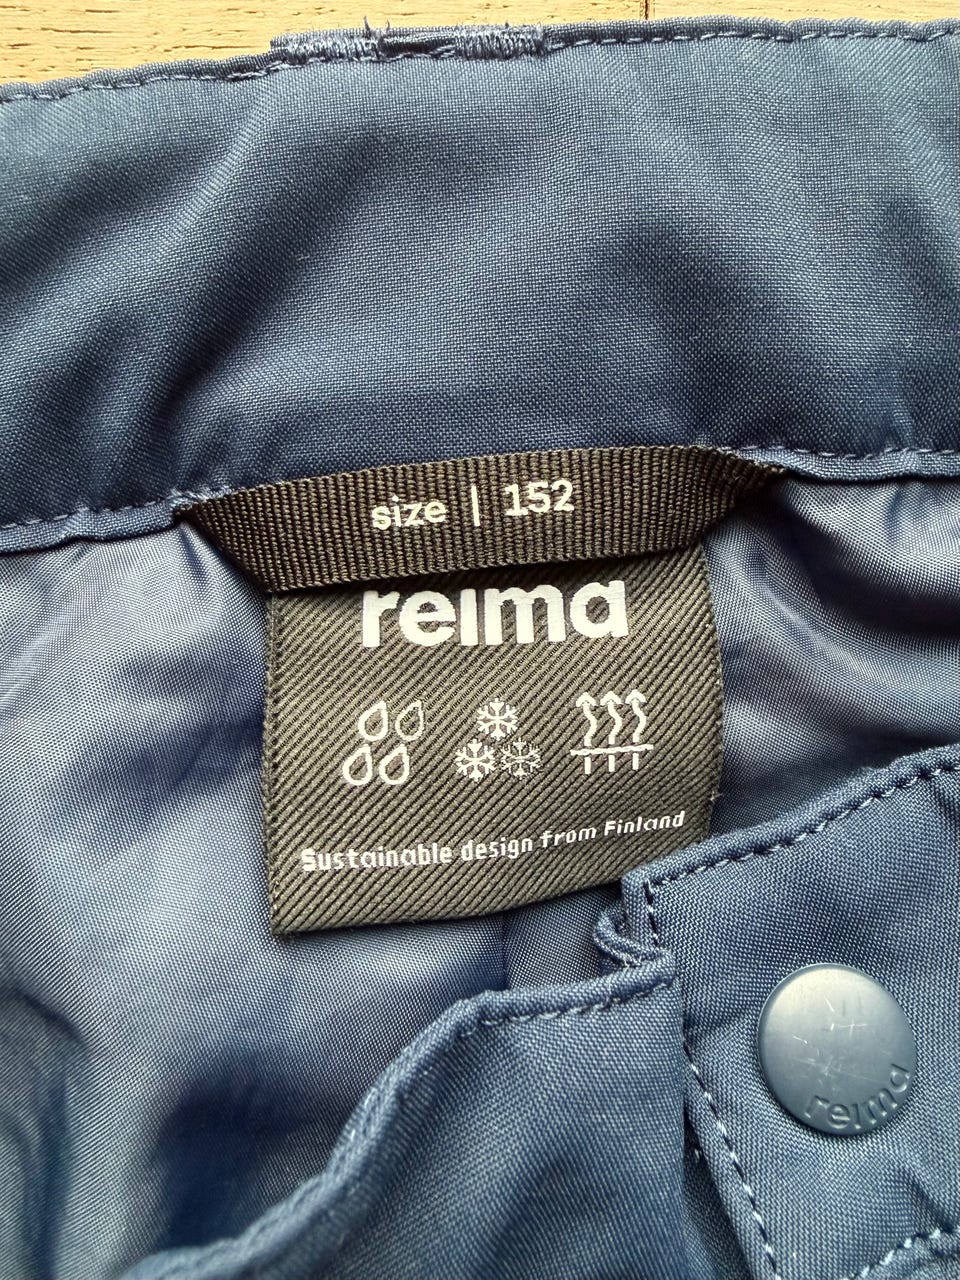 size | 152
reima
Sustainable design from Finland
reima